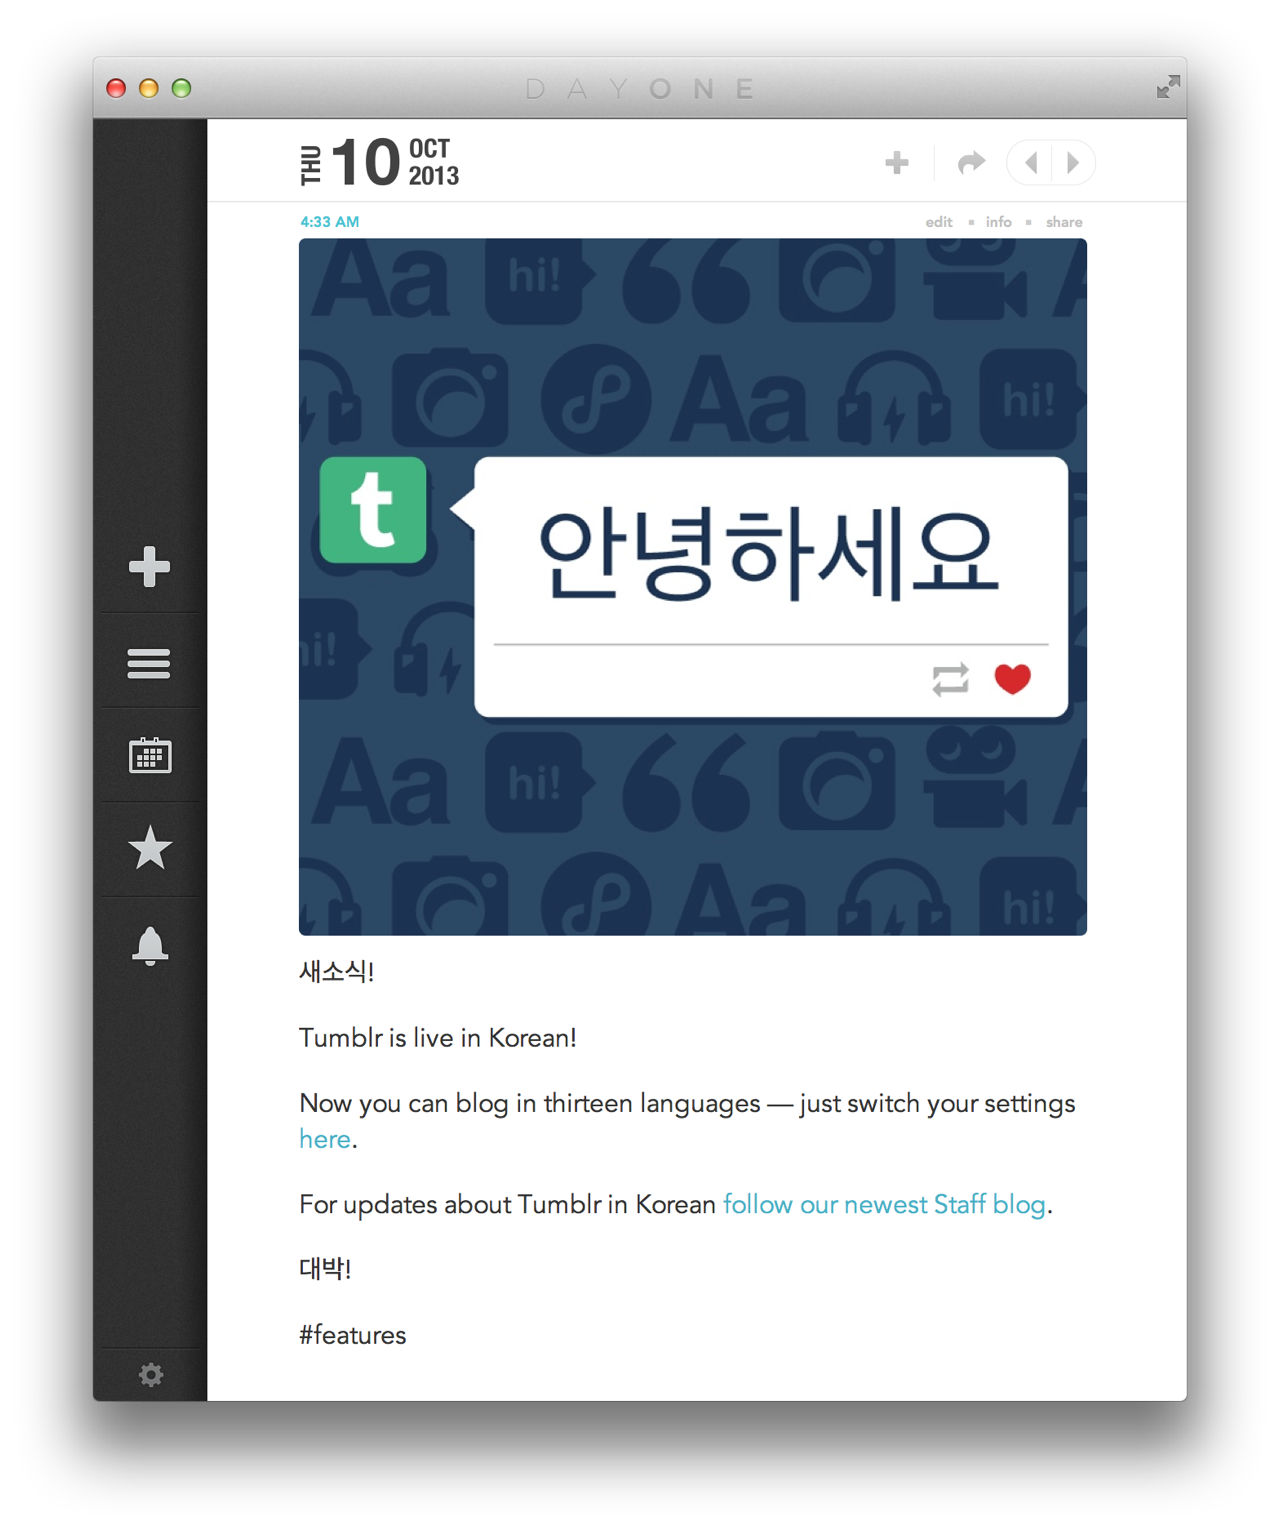 DAYONE
THU 10 OCT 2013
4:33 AM edit info share
Aa hi! “ A
Aa hi!
t
안녕하세요
hi!
Aa hi! “ A
Aa hi!
새소식!
Tumblr is live in Korean!
Now you can blog in thirteen languages — just switch your settings
here.
For updates about Tumblr in Korean follow our newest Staff blog.
대박!
#features